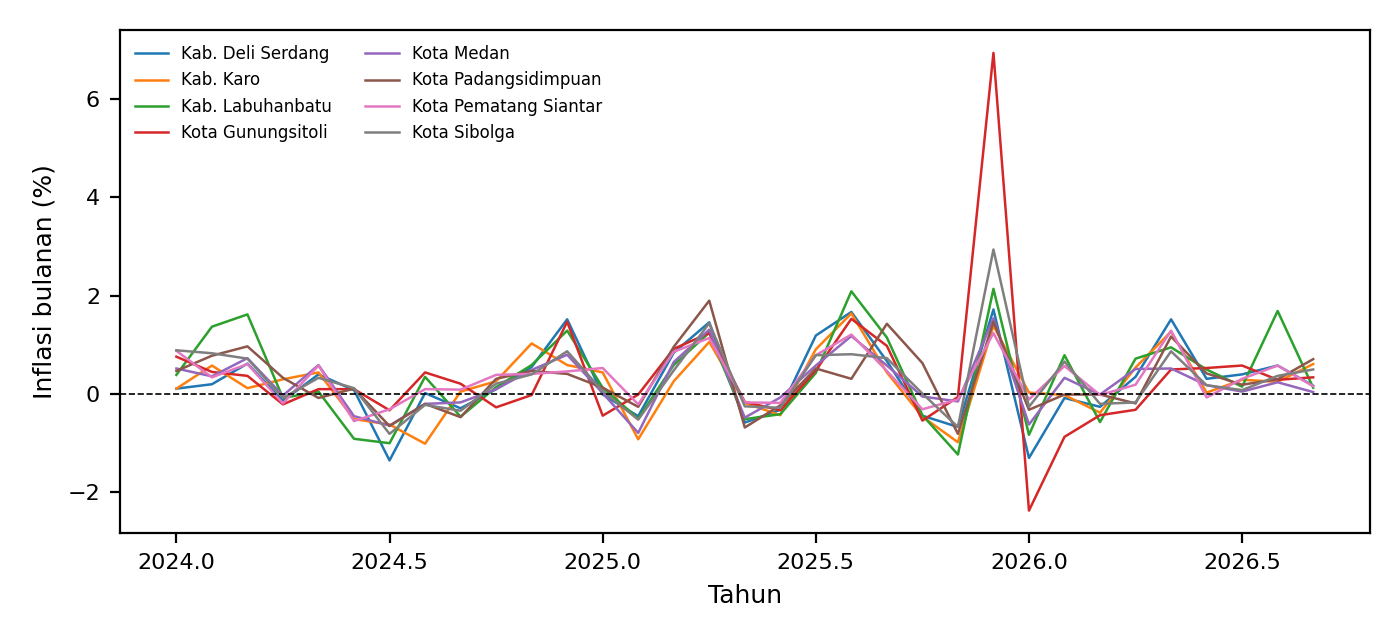 Kab. Deli Serdang
Kab. Karo
Kab. Labuhanbatu
Kota Gunungsitoli
Kota Medan
Kota Padangsidimpuan
Kota Pematang Siantar
Kota Sibolga
Inflasi bulanan (%)
6
4
2
0
−2
2024.0 2024.5 2025.0 2025.5 2026.0 2026.5
Tahun